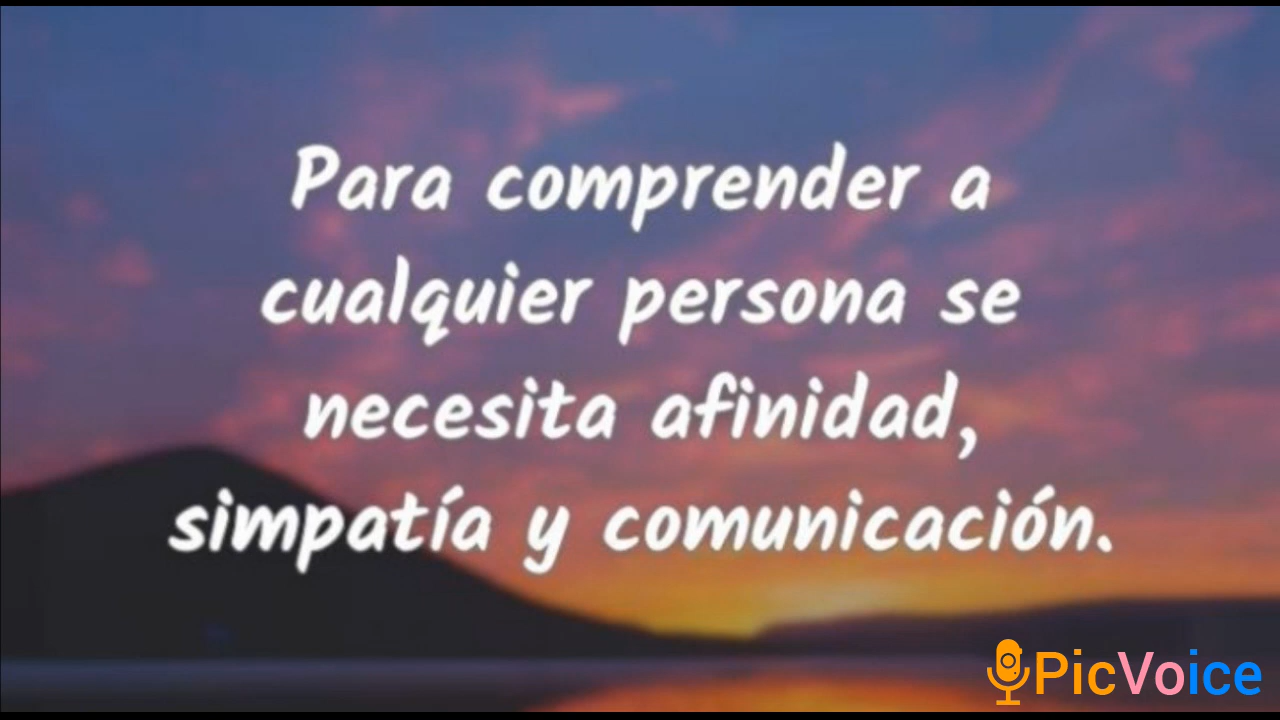 Para comprender a
cualquier persona se
necesita afinidad,
simpatía y comunicación.
PicVoice